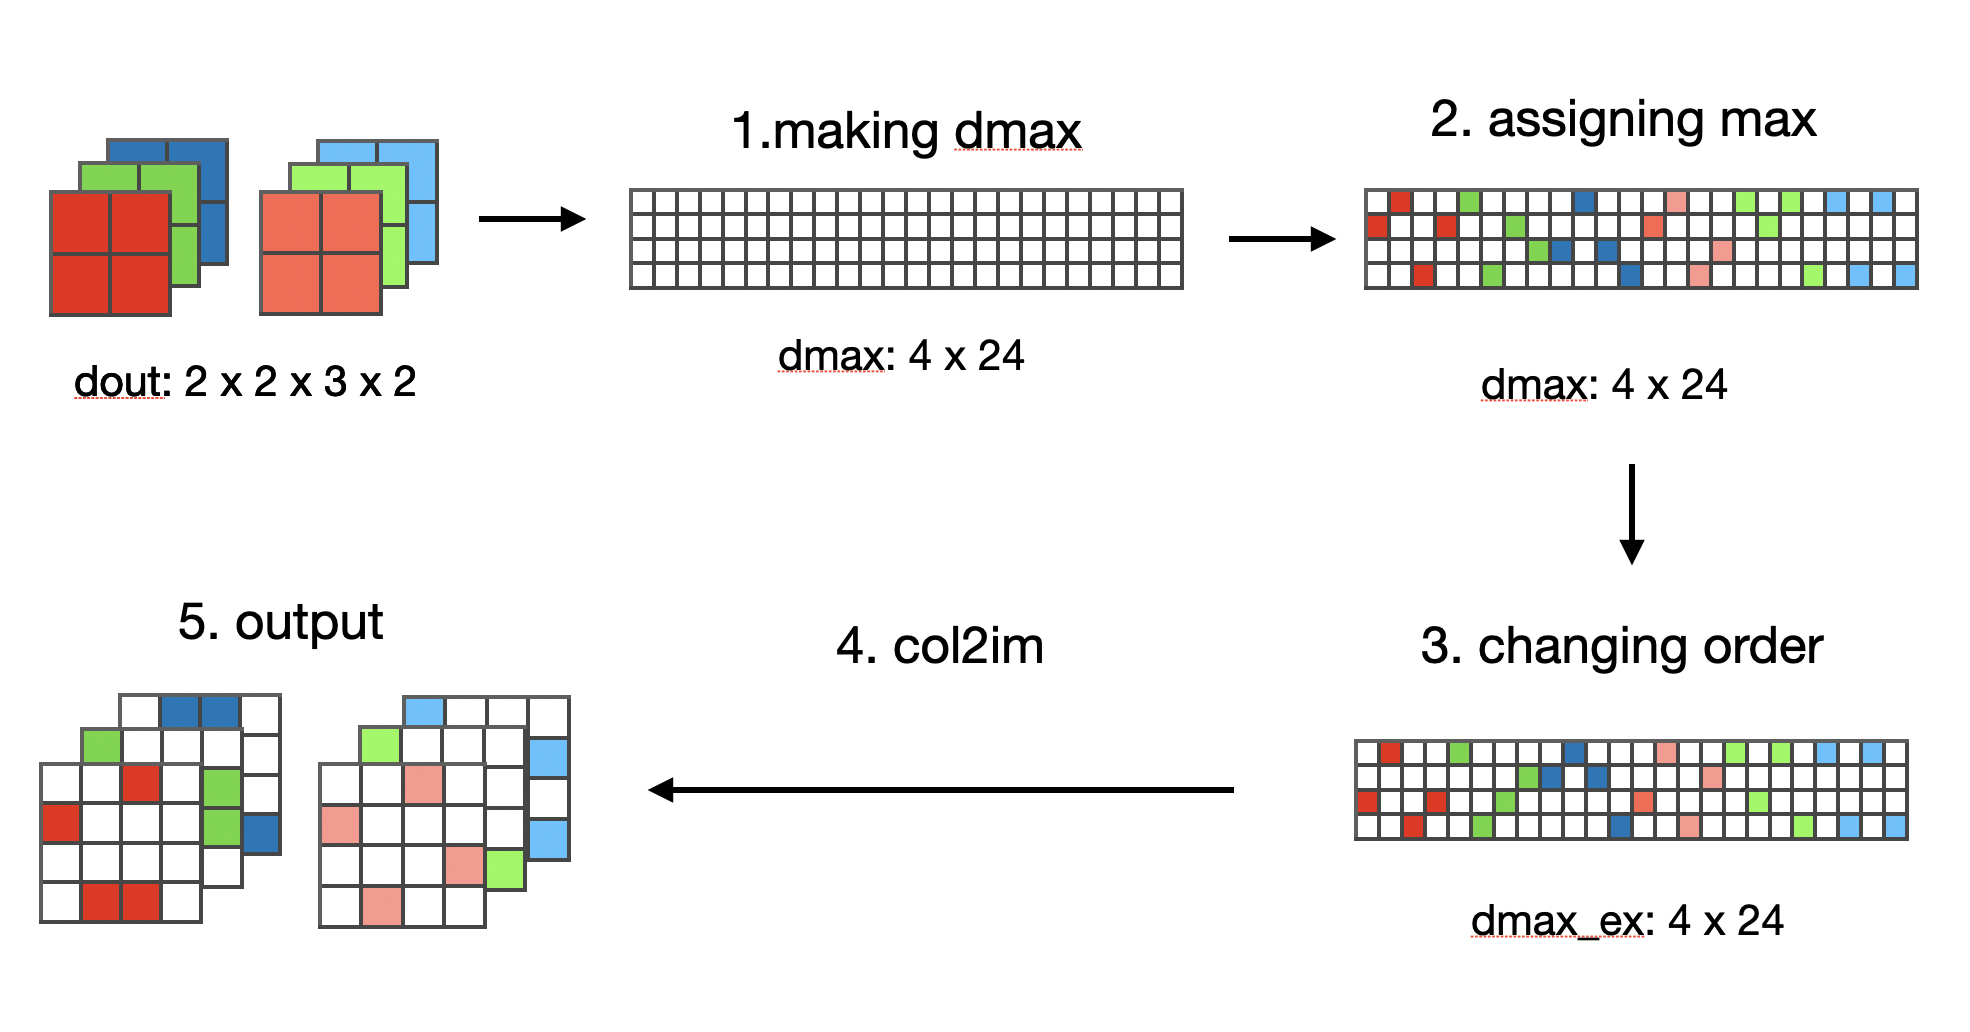 1.making dmax
2. assigning max
dout: 2 x 2 x 3 x 2
dmax: 4 x 24
dmax: 4 x 24
5. output
4. col2im
3. changing order
dmax_ex: 4 x 24